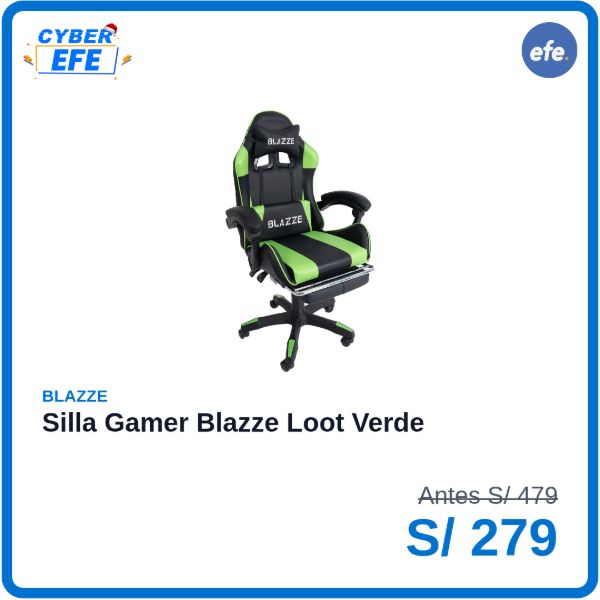 CYBER
EFE
efe.
BLAZZE
BLAZZE
BLAZZE
Silla Gamer Blazze Loot Verde
Antes S/ 479
S/ 279